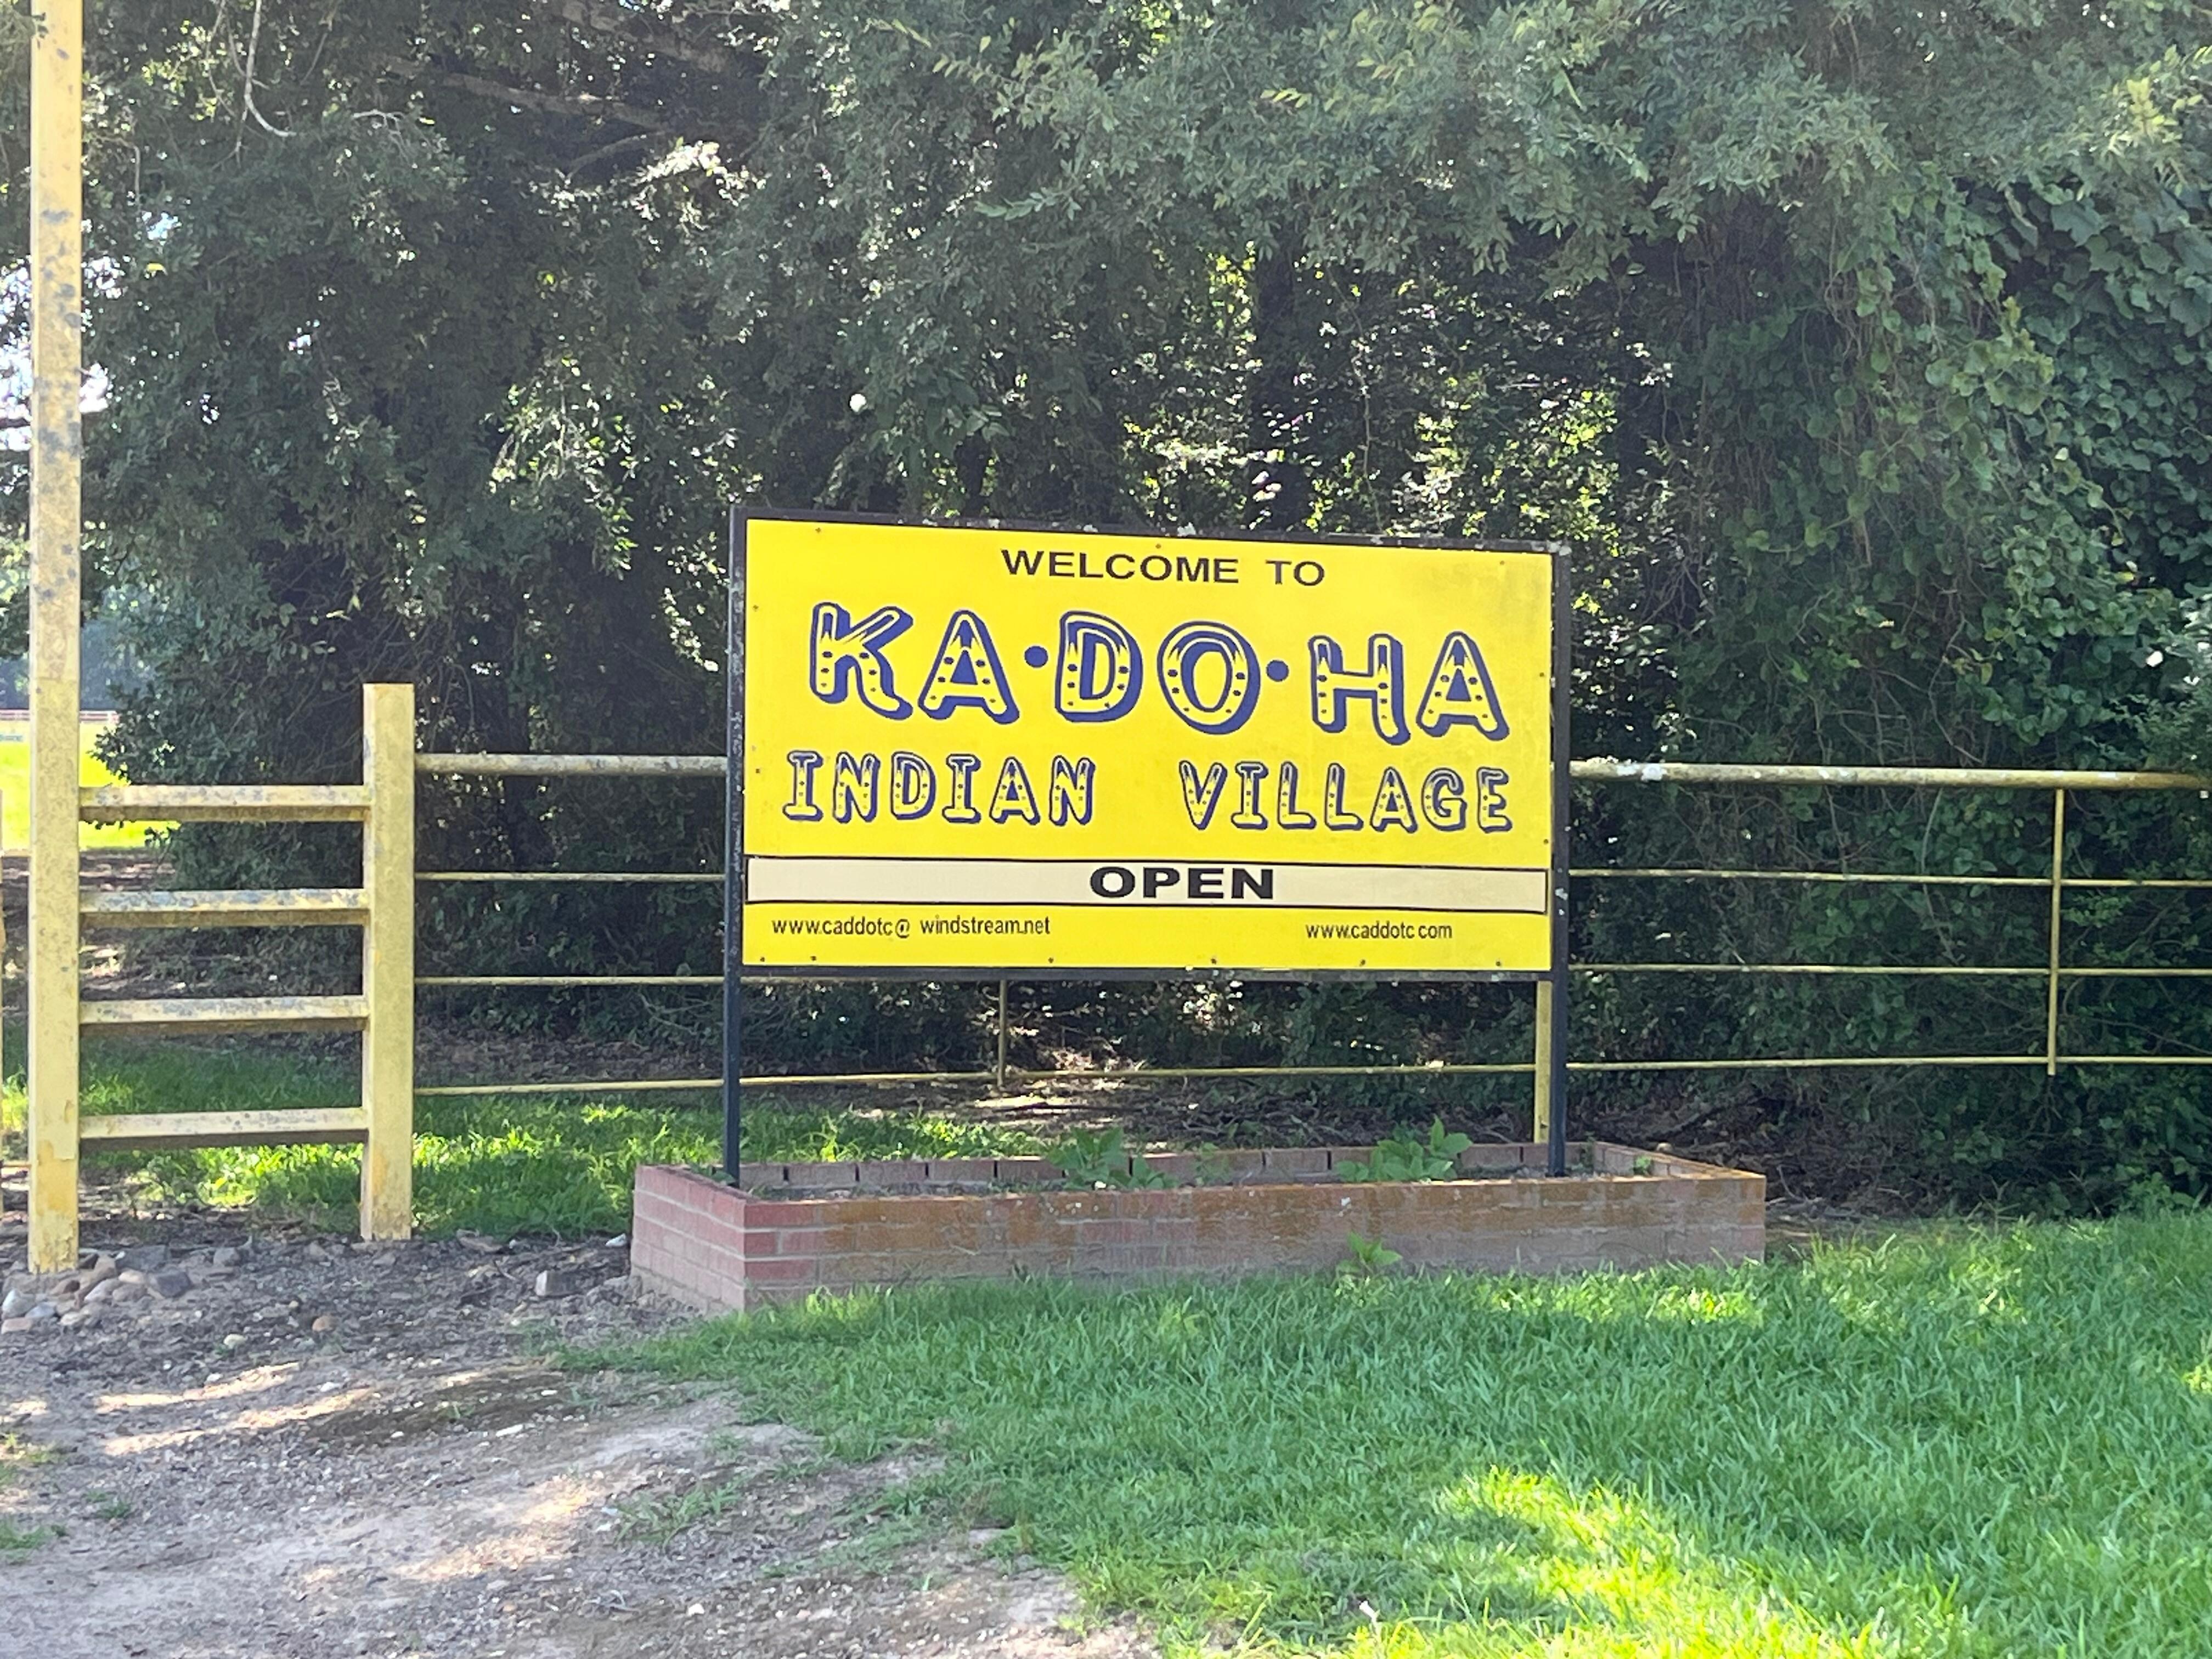 WELCOME TO
KA•DO•HA
INDIAN VILLAGE
OPEN
www.caddotc@ windstream.net www.caddotc.com